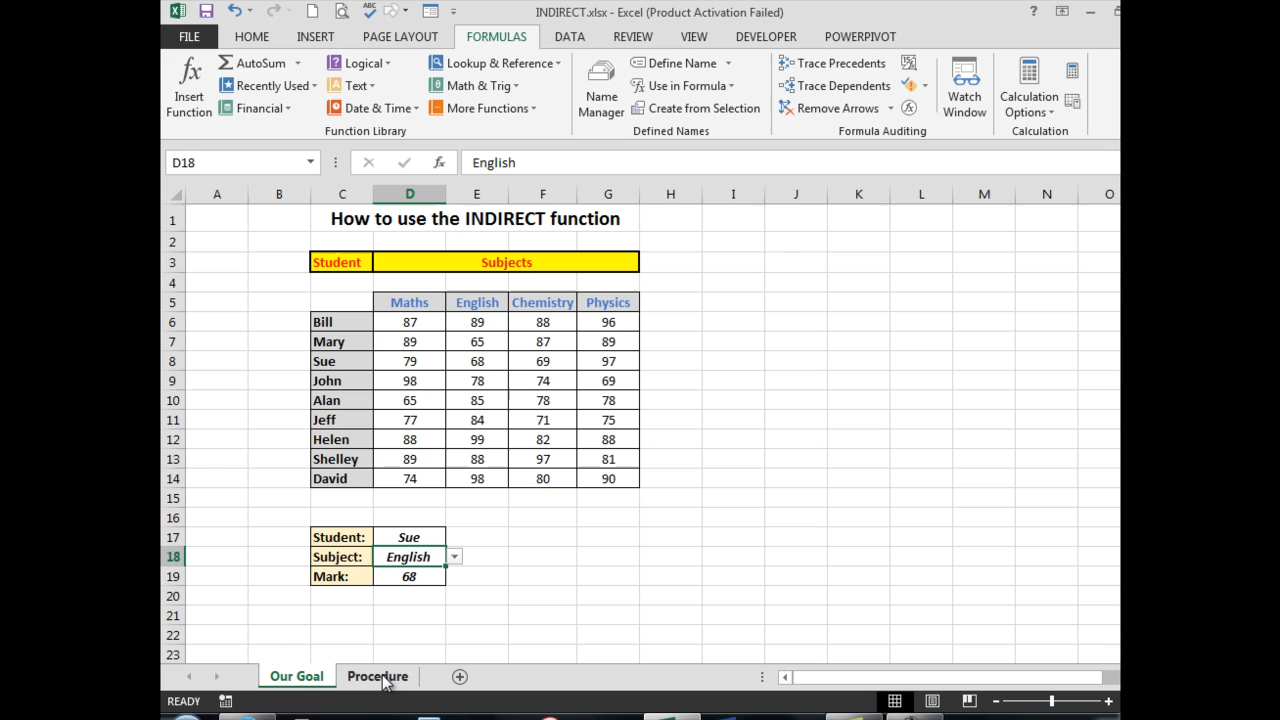 INDIRECT.xlsx - Excel (Product Activation Failed)
FILE HOME INSERT PAGE LAYOUT FORMULAS DATA REVIEW VIEW DEVELOPER POWERPIVOT
fx Insert Function
AutoSum
Recently Used
Financial
Logical
Text
Date & Time
Lookup & Reference
Math & Trig
More Functions
Function Library
Name Manager
Define Name
Use in Formula
Create from Selection
Defined Names
Trace Precedents
Trace Dependents
Remove Arrows
Formula Auditing
Watch Window
Calculation Options
Calculation
D18 fx English
A B C D E F G H I J K L M N O
1 How to use the INDIRECT function
2
3 Student Subjects
4
5 Maths English Chemistry Physics
6 Bill 87 89 88 96
7 Mary 89 65 87 89
8 Sue 79 68 69 97
9 John 98 78 74 69
10 Alan 65 85 78 78
11 Jeff 77 84 71 75
12 Helen 88 99 82 88
13 Shelley 89 88 97 81
14 David 74 98 80 90
15
16
17 Student: Sue
18 Subject: English
19 Mark: 68
20
21
22
23
Our Goal Procedure
READY